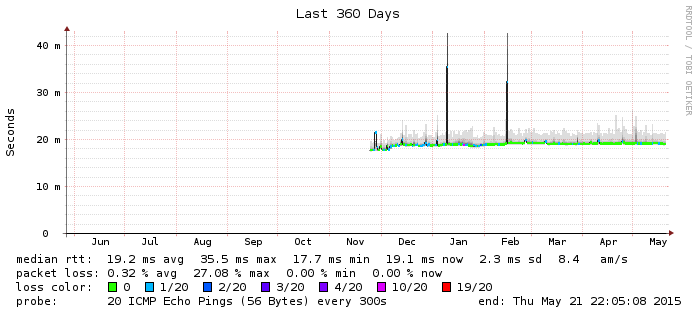 Last 360 Days
RRDTOOL / TOBI OETIKER
Seconds
40 m
30 m
20 m
10 m
0
Jun Jul Aug Sep Oct Nov Dec Jan Feb Mar Apr May
median rtt: 19.2 ms avg 35.5 ms max 17.7 ms min 19.1 ms now 2.3 ms sd 8.4 am/s
packet loss: 0.32 % avg 27.08 % max 0.00 % min 0.00 % now
loss color: 0 1/20 2/20 3/20 4/20 10/20 19/20
probe: 20 ICMP Echo Pings (56 Bytes) every 300s end: Thu May 21 22:05:08 2015